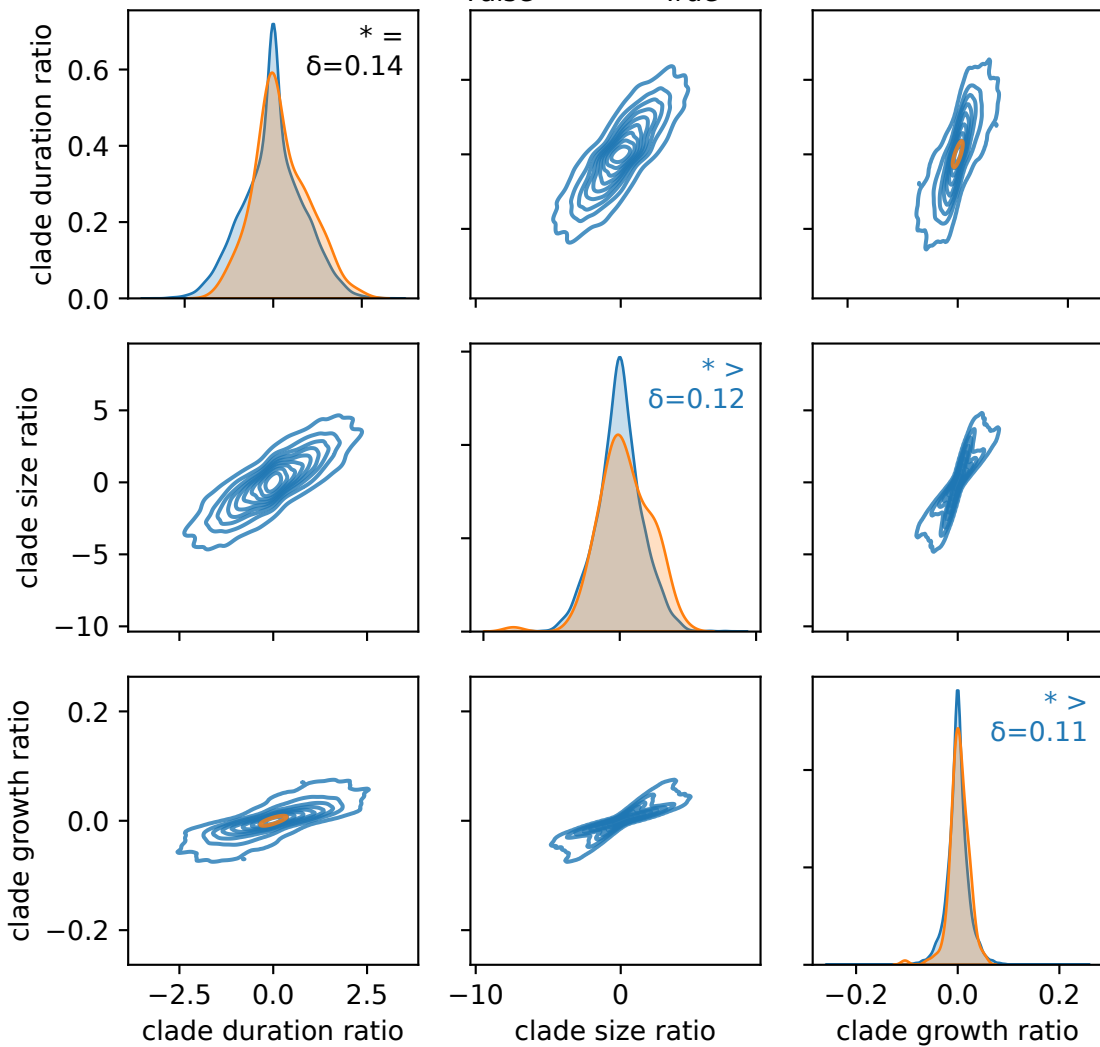 True
clade duration ratio
0.6
0.4
0.2
0.0
* =
δ=0.14
clade size ratio
5
0
−5
−10
* >
δ=0.12
clade growth ratio
0.2
0.0
−0.2
* >
δ=0.11
−2.5 0.0 2.5
−10 0
−0.2 0.0 0.2
clade duration ratio
clade size ratio
clade growth ratio